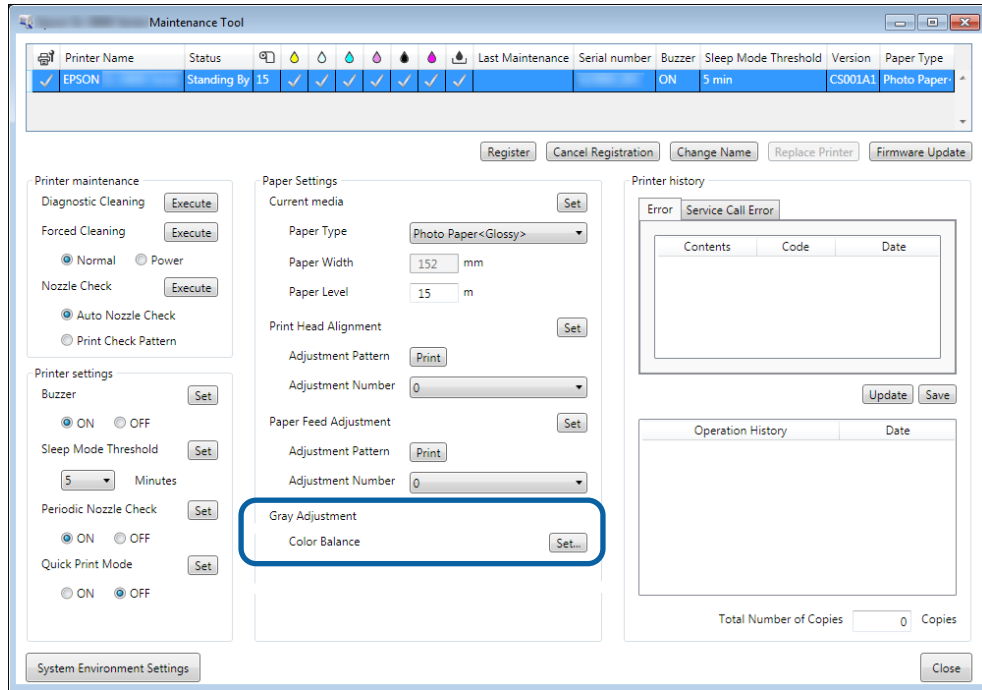 Maintenance Tool
Printer Name Status Last Maintenance Serial number Buzzer Sleep Mode Threshold Version Paper Type
EPSON Standing By 15 ON 5 min CS001A1 Photo Paper
Register Cancel Registration Change Name Replace Printer Firmware Update
Printer maintenance
Diagnostic Cleaning Execute
Forced Cleaning Execute
Normal Power
Nozzle Check Execute
Auto Nozzle Check
Print Check Pattern
Printer settings
Buzzer Set
ON OFF
Sleep Mode Threshold Set
5 Minutes
Periodic Nozzle Check Set
ON OFF
Quick Print Mode Set
ON OFF
Paper Settings
Current media Set
Paper Type Photo Paper<Glossy>
Paper Width 152 mm
Paper Level 15 m
Print Head Alignment Set
Adjustment Pattern Print
Adjustment Number 0
Paper Feed Adjustment Set
Adjustment Pattern Print
Adjustment Number 0
Gray Adjustment
Color Balance Set...
Printer history
Error Service Call Error
Contents Code Date
Update Save
Operation History Date
Total Number of Copies 0 Copies
System Environment Settings Close